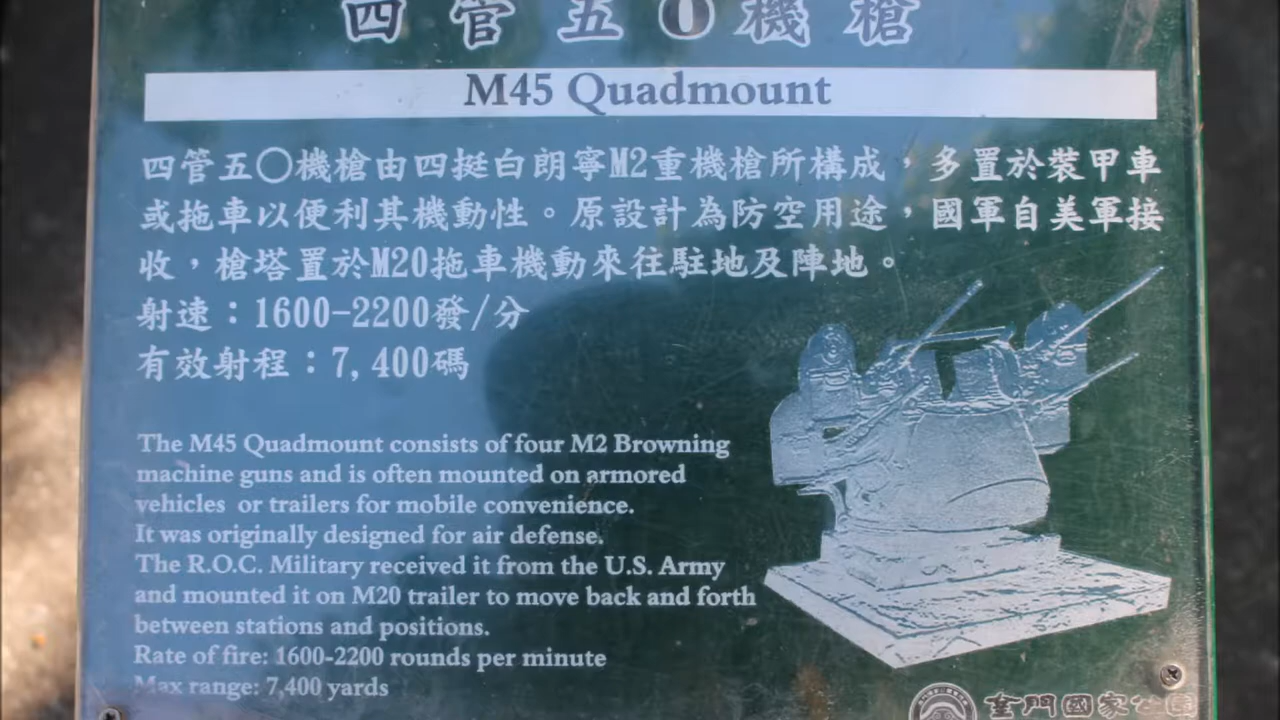 四管五0機槍
M45 Quadmount
四管五〇機槍由四挺白朗寧M2重機槍所構成，多置於裝甲車
或拖車以便利其機動性。原設計為防空用途，國軍自美軍接
收，槍塔置於M20拖車機動來往駐地及陣地。
射速：1600-2200發/分
有效射程：7,400碼
The M45 Quadmount consists of four M2 Browning
machine guns and is often mounted on armored
vehicles or trailers for mobile convenience.
It was originally designed for air defense.
The R.O.C. Military received it from the U.S. Army
and mounted it on M20 trailer to move back and forth
between stations and positions.
Rate of fire: 1600-2200 rounds per minute
Max range: 7,400 yards
金門國家公園